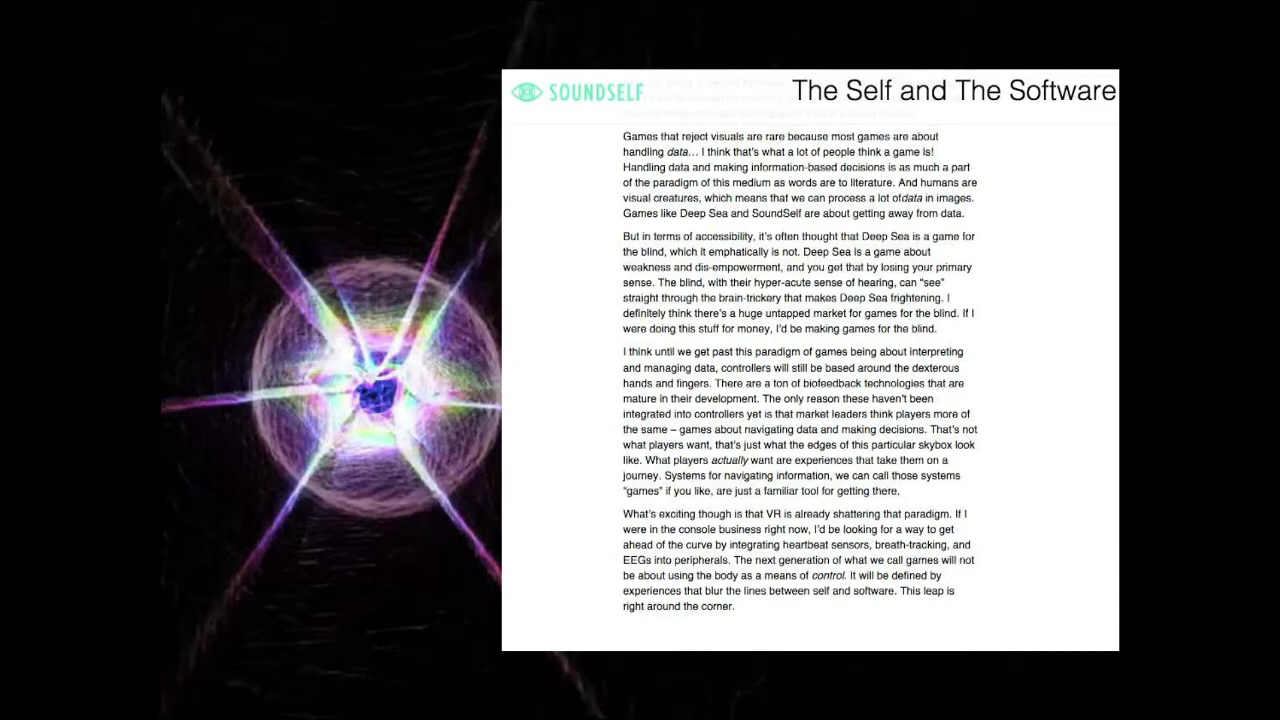 SOUNDSELF
The Self and The Software
Games that reject visuals are rare because most games are about
handling data... I think that's what a lot of people think a game is!
Handling data and making information-based decisions is as much a part
of the paradigm of this medium as words are to literature. And humans are
visual creatures, which means that we can process a lot ofdata in images.
Games like Deep Sea and SoundSelf are about getting away from data.
But in terms of accessibility, it's often thought that Deep Sea is a game for
the blind, which it emphatically is not. Deep Sea is a game about
weakness and dis-empowerment, and you get that by losing your primary
sense. The blind, with their hyper-acute sense of hearing, can “see”
straight through the brain-trickery that makes Deep Sea frightening. I
definitely think there's a huge untapped market for games for the blind. If I
were doing this stuff for money, I'd be making games for the blind.
I think until we get past this paradigm of games being about interpreting
and managing data, controllers will still be based around the dexterous
hands and fingers. There are a ton of biofeedback technologies that are
mature in their development. The only reason these haven't been
integrated into controllers yet is that market leaders think players more of
the same – games about navigating data and making decisions. That's not
what players want, that's just what the edges of this particular skybox look
like. What players actually want are experiences that take them on a
journey. Systems for navigating information, we can call those systems
“games” if you like, are just a familiar tool for getting there.
What's exciting though is that VR is already shattering that paradigm. If I
were in the console business right now, I'd be looking for a way to get
ahead of the curve by integrating heartbeat sensors, breath-tracking, and
EEGs into peripherals. The next generation of what we call games will not
be about using the body as a means of control. It will be defined by
experiences that blur the lines between self and software. This leap is
right around the corner.